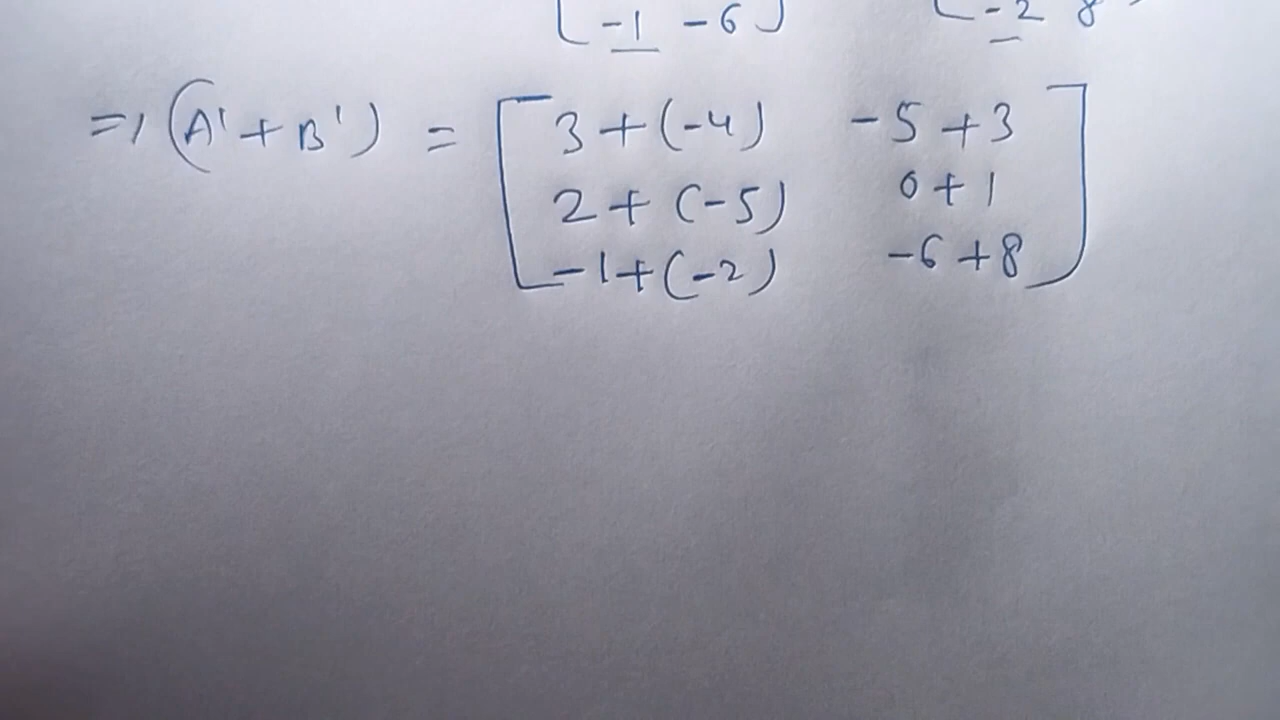 [ -1 -6 ] [ -2 8
=> (A' + B') = [ 3 + (-4) -5 + 3
2 + (-5) 0 + 1
-1 + (-2) -6 + 8 ]